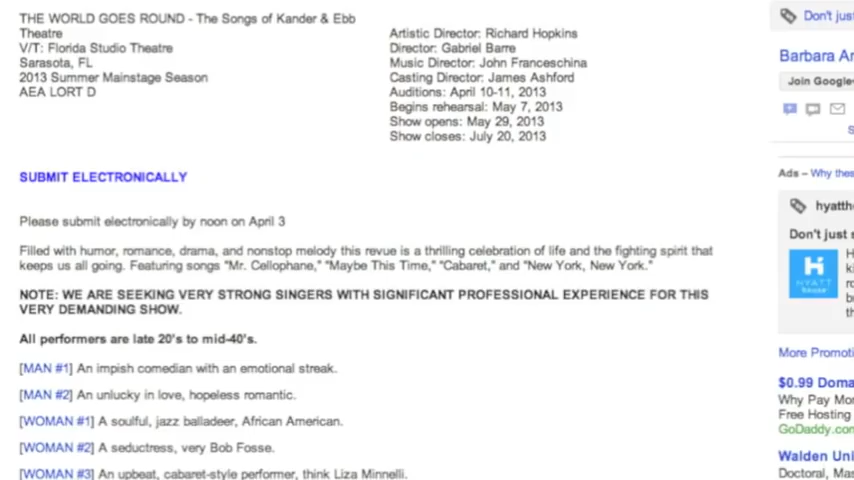 THE WORLD GOES ROUND - The Songs of Kander & Ebb
Theatre
V/T: Florida Studio Theatre
Sarasota, FL
2013 Summer Mainstage Season
AEA LORT D
Artistic Director: Richard Hopkins
Director: Gabriel Barre
Music Director: John Franceschina
Casting Director: James Ashford
Auditions: April 10-11, 2013
Begins rehearsal: May 7, 2013
Show opens: May 29, 2013
Show closes: July 20, 2013
SUBMIT ELECTRONICALLY
Please submit electronically by noon on April 3
Filled with humor, romance, drama, and nonstop melody this revue is a thrilling celebration of life and the fighting spirit that
keeps us all going. Featuring songs "Mr. Cellophane," "Maybe This Time," "Cabaret," and "New York, New York."
NOTE: WE ARE SEEKING VERY STRONG SINGERS WITH SIGNIFICANT PROFESSIONAL EXPERIENCE FOR THIS
VERY DEMANDING SHOW.
All performers are late 20's to mid-40's.
[MAN #1] An impish comedian with an emotional streak.
[MAN #2] An unlucky in love, hopeless romantic.
[WOMAN #1] A soulful, jazz balladeer, African American.
[WOMAN #2] A seductress, very Bob Fosse.
[WOMAN #3] An upbeat, cabaret-style performer, think Liza Minnelli.
Don't jus
Barbara Ar
Join Google
Ads – Why thes
hyatth
Don't just s
H
HYATT
house
More Promoti
$0.99 Doma
Why Pay Mor
Free Hosting
GoDaddy.con
Walden Uni
Doctoral, Mas